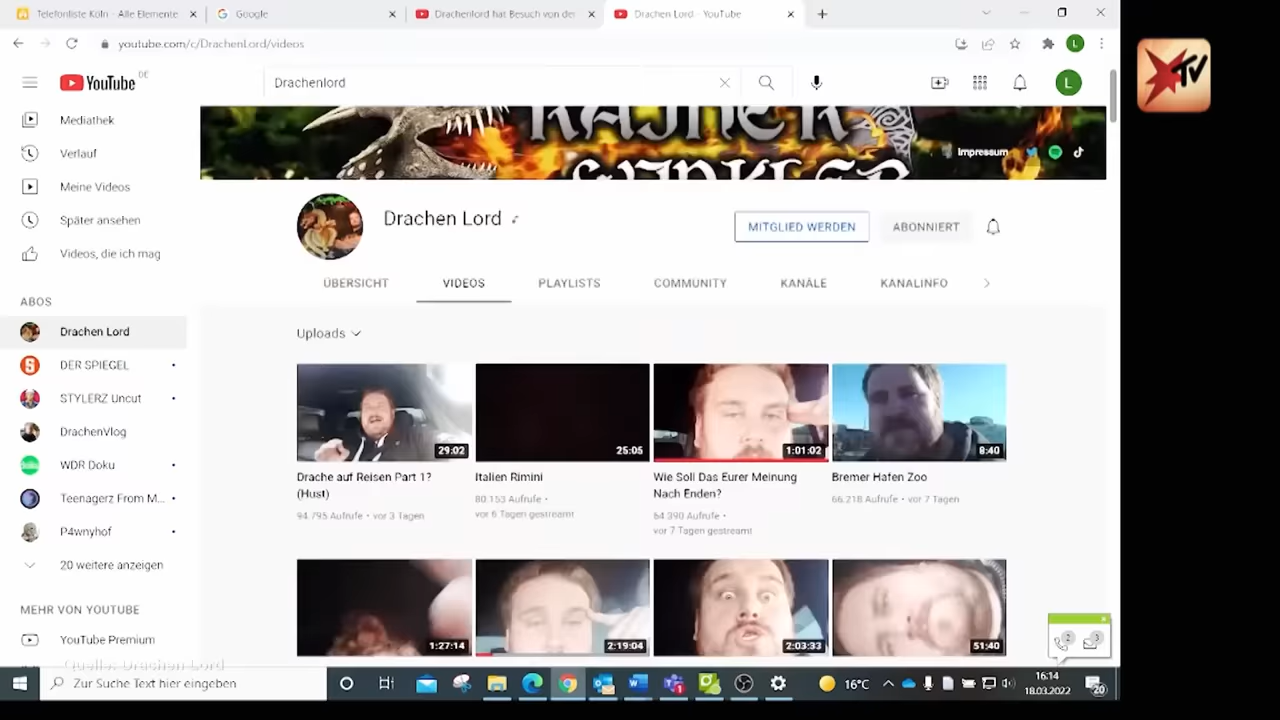 Telefonliste Köln - Alle Elemente
Google
Drachenlord hat Besuch von der
Drachen Lord - YouTube
youtube.com/c/DrachenLord/videos
L
TV
YouTube DE
Drachenlord
L
Mediathek
Verlauf
Meine Videos
Später ansehen
Videos, die ich mag
ABOS
Drachen Lord
DER SPIEGEL
STYLERZ Uncut
DrachenVlog
WDR Doku
Teenagerz From M...
P4wnyhof
20 weitere anzeigen
MEHR VON YOUTUBE
YouTube Premium
Quelle: Drachen Lord
RAINER
WINKLER
Impressum
Drachen Lord
MITGLIED WERDEN
ABONNIERT
ÜBERSICHT
VIDEOS
PLAYLISTS
COMMUNITY
KANÄLE
KANALINFO
Uploads
29:02
Drache auf Reisen Part 1?
(Hust)
94.795 Aufrufe • vor 3 Tagen
25:05
Italien Rimini
80.153 Aufrufe •
vor 6 Tagen gestreamt
1:01:02
Wie Soll Das Eurer Meinung
Nach Enden?
64.390 Aufrufe •
vor 7 Tagen gestreamt
8:40
Bremer Hafen Zoo
66.218 Aufrufe • vor 7 Tagen
1:27:14
2:19:04
2:03:33
51:40
2
3
Zur Suche Text hier eingeben
16°C
16:14
18.03.2022
20